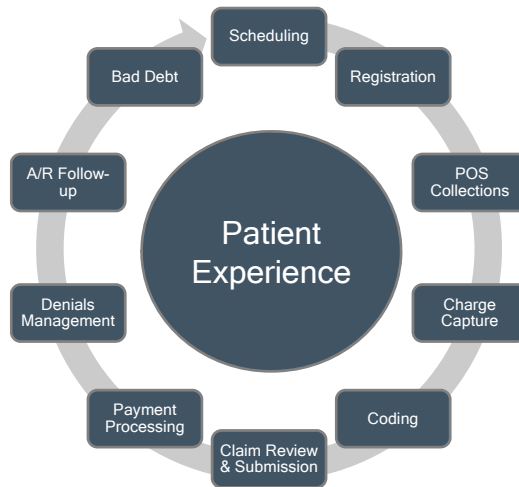 Scheduling
Registration
POS
Collections
Charge
Capture
Coding
Claim Review
& Submission
Payment
Processing
Denials
Management
A/R Follow-
up
Bad Debt
Patient
Experience